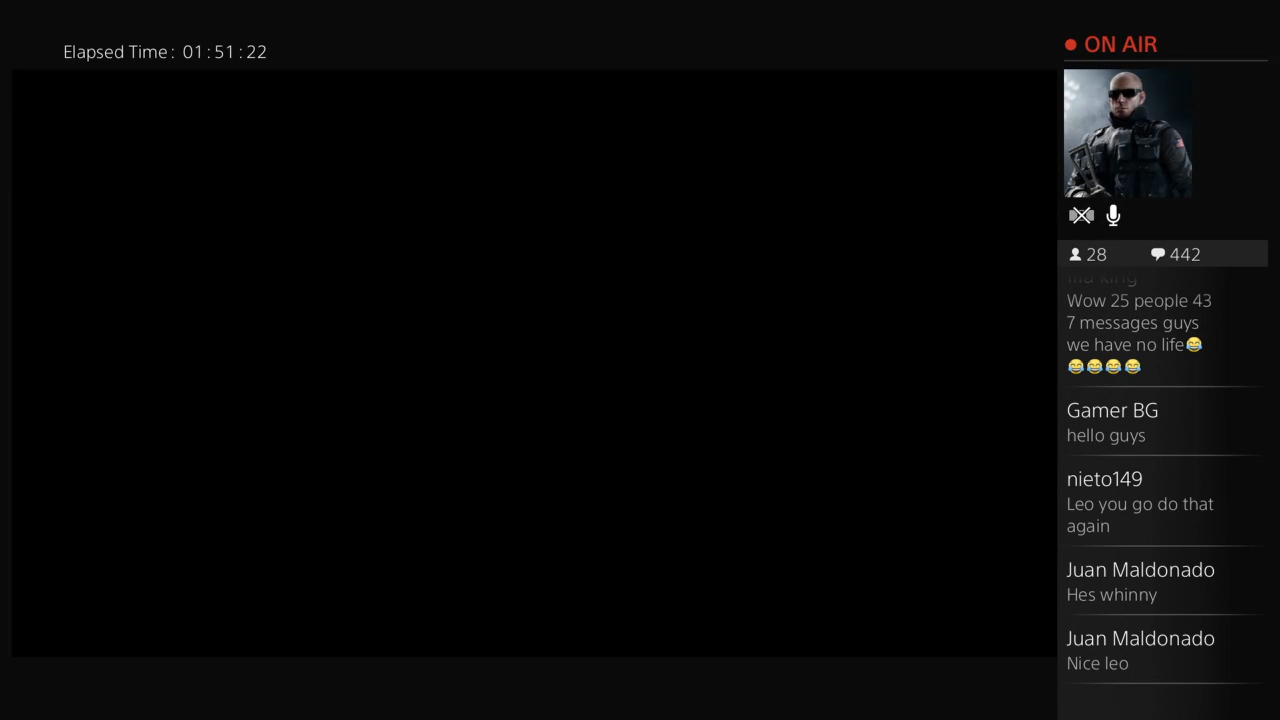 Elapsed Time: 01:51:22
ON AIR
28 442
Wow 25 people 43
7 messages guys
we have no life😂
😂😂😂😂
Gamer BG
hello guys
nieto149
Leo you go do that
again
Juan Maldonado
Hes whinny
Juan Maldonado
Nice leo